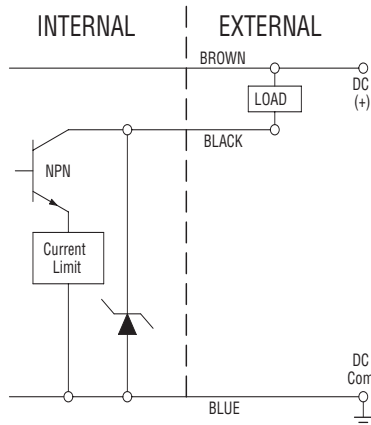 INTERNAL
EXTERNAL
BROWN
LOAD
DC
(+)
BLACK
NPN
Current
Limit
DC
Com
BLUE